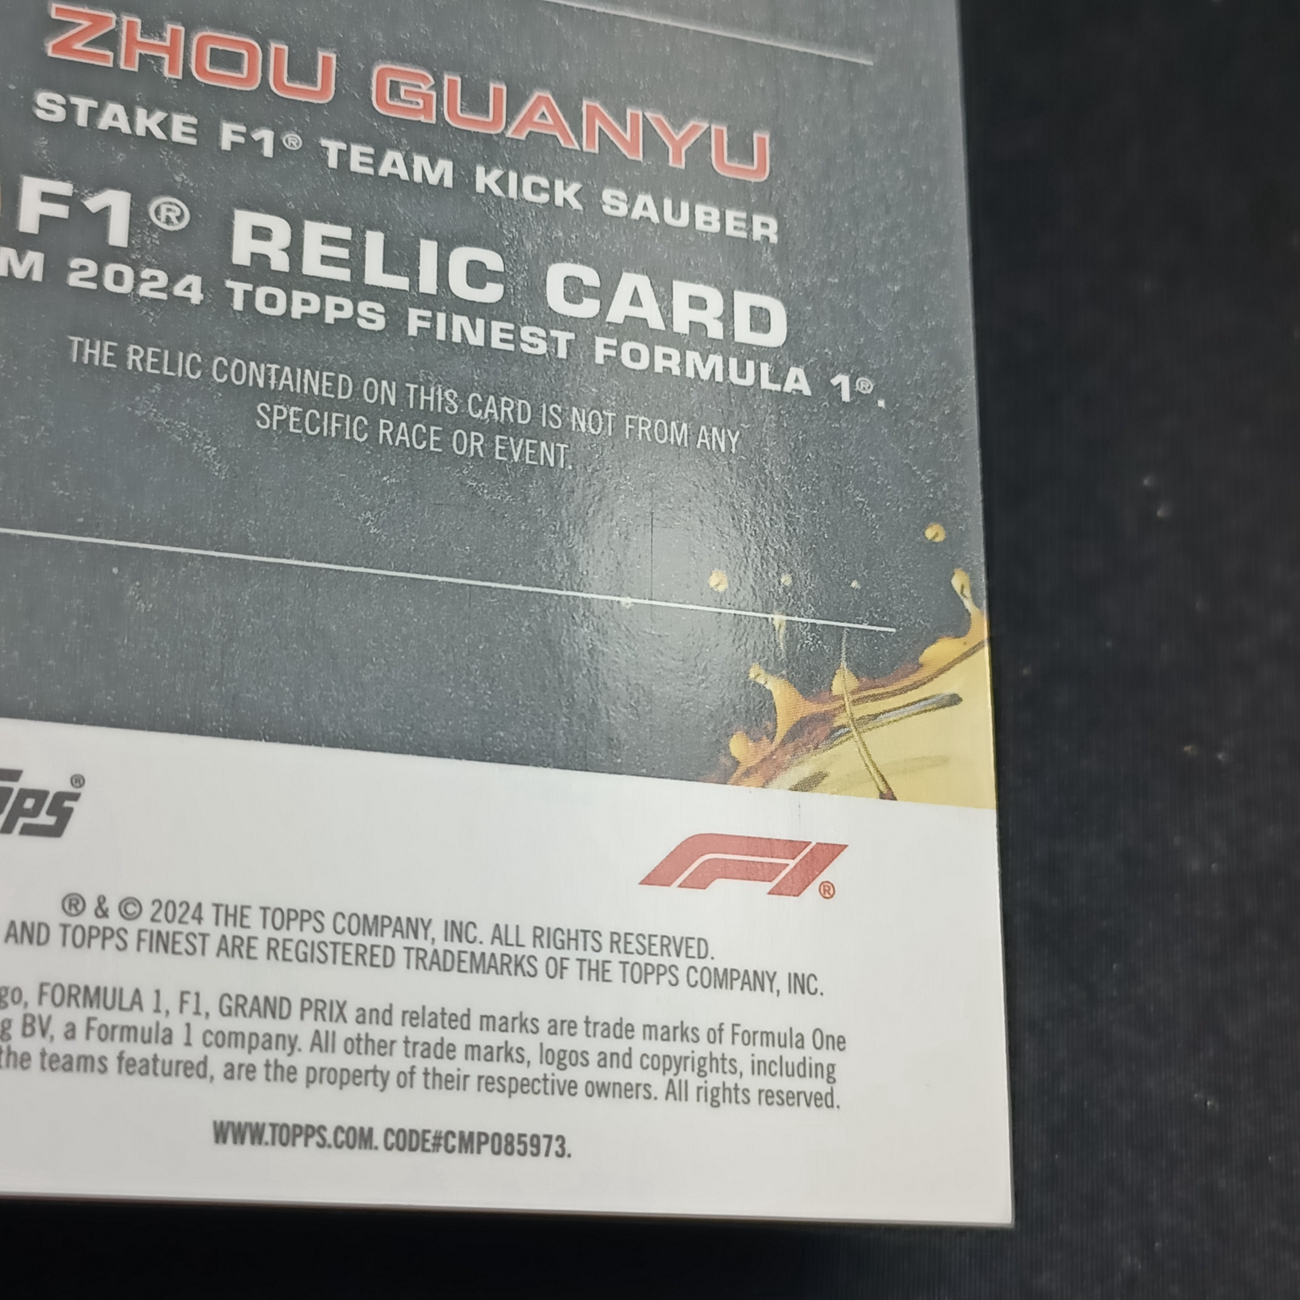 ZHOU GUANYU
STAKE F1® TEAM KICK SAUBER
F1® RELIC CARD
M 2024 TOPPS FINEST FORMULA 1®.
THE RELIC CONTAINED ON THIS CARD IS NOT FROM ANY
SPECIFIC RACE OR EVENT.
PPS®
F1®
® & © 2024 THE TOPPS COMPANY, INC. ALL RIGHTS RESERVED.
AND TOPPS FINEST ARE REGISTERED TRADEMARKS OF THE TOPPS COMPANY, INC.
go, FORMULA 1, F1, GRAND PRIX and related marks are trade marks of Formula One
g BV, a Formula 1 company. All other trade marks, logos and copyrights, including
the teams featured, are the property of their respective owners. All rights reserved.
WWW.TOPPS.COM. CODE#CMP085973.